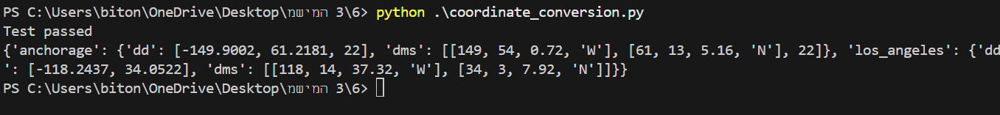 PS C:\Users\biton\OneDrive\Desktop\המישמ 3\6> python .\coordinate_conversion.py
Test passed
{'anchorage': {'dd': [-149.9002, 61.2181, 22], 'dms': [[149, 54, 0.72, 'W'], [61, 13, 5.16, 'N'], 22]}, 'los_angeles': {'dd
': [-118.2437, 34.0522], 'dms': [[118, 14, 37.32, 'W'], [34, 3, 7.92, 'N']]}}
PS C:\Users\biton\OneDrive\Desktop\המישמ 3\6>